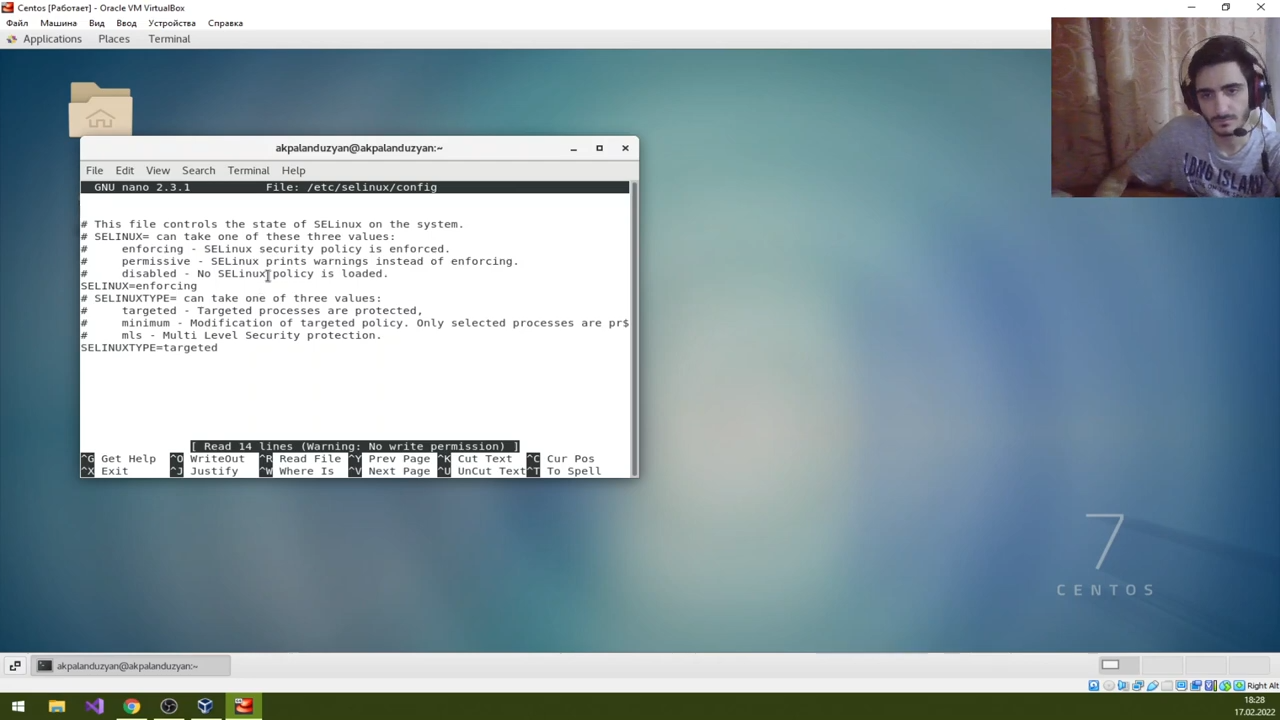 Centos [Работает] - Oracle VM VirtualBox
Файл Машина Вид Ввод Устройства Справка
Applications Places Terminal
akpalanduzyan@akpalanduzyan:~
File Edit View Search Terminal Help
GNU nano 2.3.1 File: /etc/selinux/config
# This file controls the state of SELinux on the system.
# SELINUX= can take one of these three values:
# enforcing - SELinux security policy is enforced.
# permissive - SELinux prints warnings instead of enforcing.
# disabled - No SELinux policy is loaded.
SELINUX=enforcing
# SELINUXTYPE= can take one of three values:
# targeted - Targeted processes are protected,
# minimum - Modification of targeted policy. Only selected processes are pr$
# mls - Multi Level Security protection.
SELINUXTYPE=targeted
[ Read 14 lines (Warning: No write permission) ]
^G Get Help ^O WriteOut ^R Read File ^Y Prev Page ^K Cut Text ^C Cur Pos
^X Exit ^J Justify ^W Where Is ^V Next Page ^U UnCut Text ^T To Spell
LONG ISLAND
7
CENTOS
akpalanduzyan@akpalanduzyan:~
Right Alt
18:28
17.02.2022